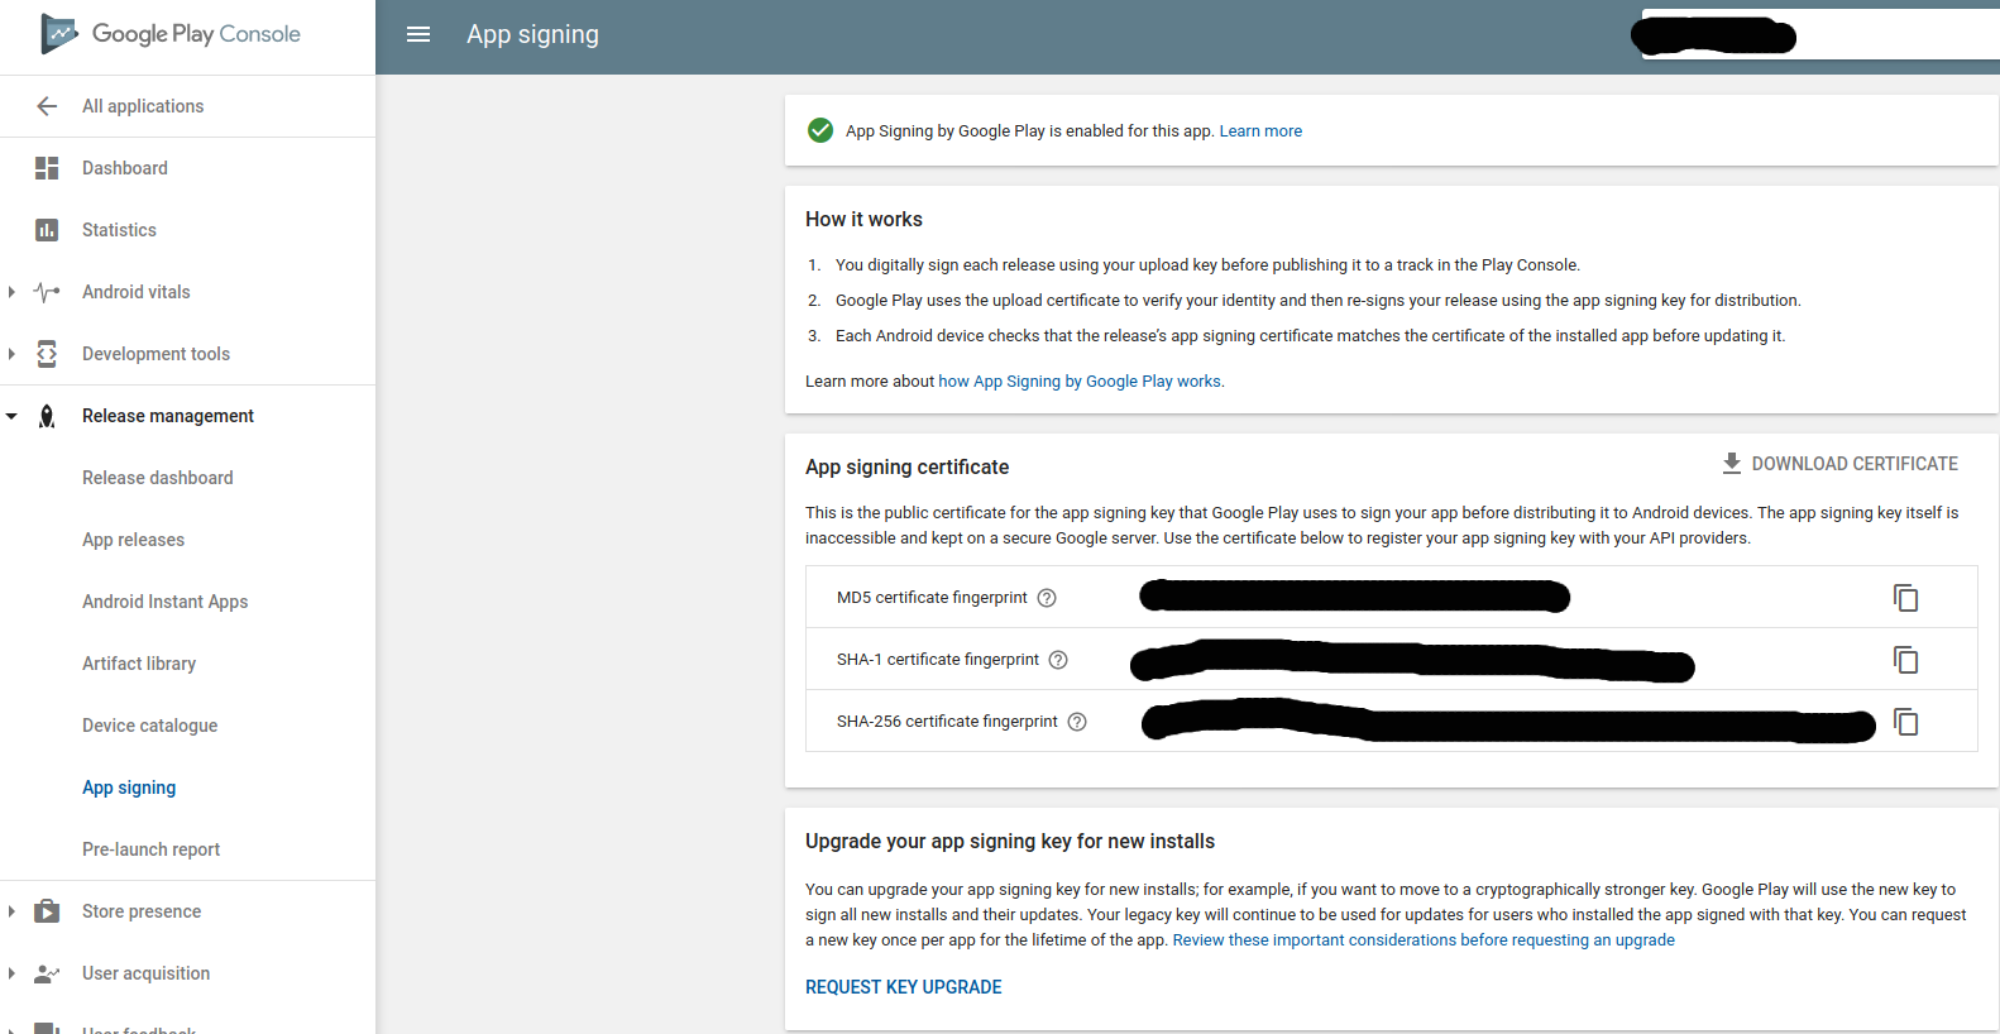 Google Play Console
App signing
All applications
Dashboard
Statistics
Android vitals
Development tools
Release management
Release dashboard
App releases
Android Instant Apps
Artifact library
Device catalogue
App signing
Pre-launch report
Store presence
User acquisition
User feedback
App Signing by Google Play is enabled for this app. Learn more
How it works
1. You digitally sign each release using your upload key before publishing it to a track in the Play Console.
2. Google Play uses the upload certificate to verify your identity and then re-signs your release using the app signing key for distribution.
3. Each Android device checks that the release's app signing certificate matches the certificate of the installed app before updating it.
Learn more about how App Signing by Google Play works.
App signing certificate
DOWNLOAD CERTIFICATE
This is the public certificate for the app signing key that Google Play uses to sign your app before distributing it to Android devices. The app signing key itself is
inaccessible and kept on a secure Google server. Use the certificate below to register your app signing key with your API providers.
MD5 certificate fingerprint
SHA-1 certificate fingerprint
SHA-256 certificate fingerprint
Upgrade your app signing key for new installs
You can upgrade your app signing key for new installs; for example, if you want to move to a cryptographically stronger key. Google Play will use the new key to
sign all new installs and their updates. Your legacy key will continue to be used for updates for users who installed the app signed with that key. You can request
a new key once per app for the lifetime of the app. Review these important considerations before requesting an upgrade
REQUEST KEY UPGRADE